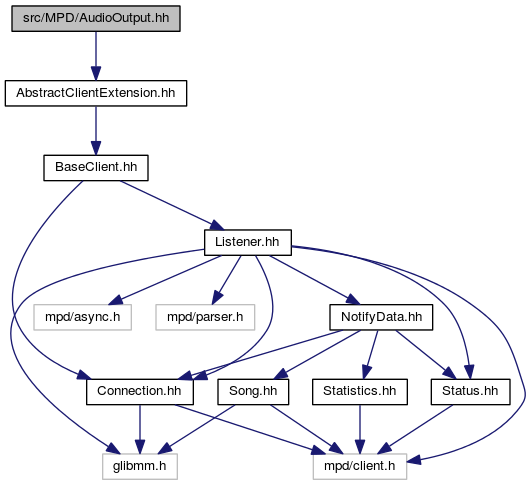 src/MPD/AudioOutput.hh
AbstractClientExtension.hh
BaseClient.hh
Listener.hh
mpd/async.h
mpd/parser.h
NotifyData.hh
Connection.hh
Song.hh
Statistics.hh
Status.hh
glibmm.h
mpd/client.h